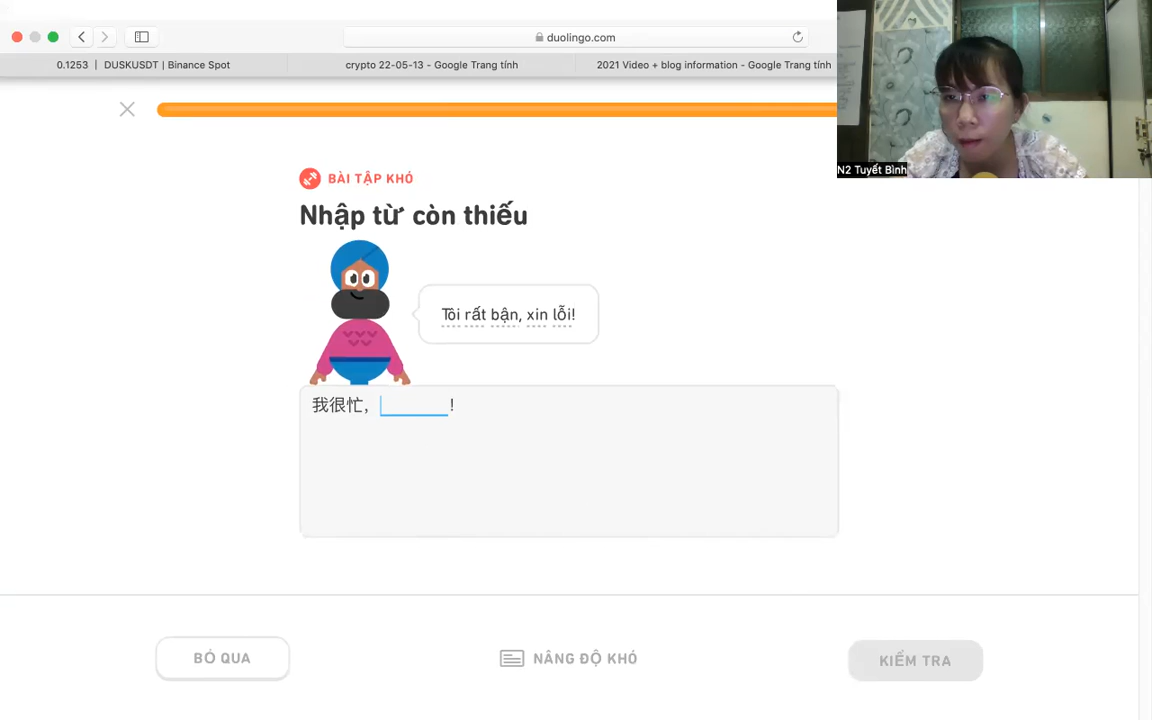 duolingo.com
0.1253 | DUSKUSDT | Binance Spot
crypto 22-05-13 - Google Trang tính
2021 Video + blog information - Google Trang tính
N2 Tuyết Bình
BÀI TẬP KHÓ
Nhập từ còn thiếu
Tôi rất bận, xin lỗi!
我很忙, !
BỎ QUA
NÂNG ĐỘ KHÓ
KIỂM TRA